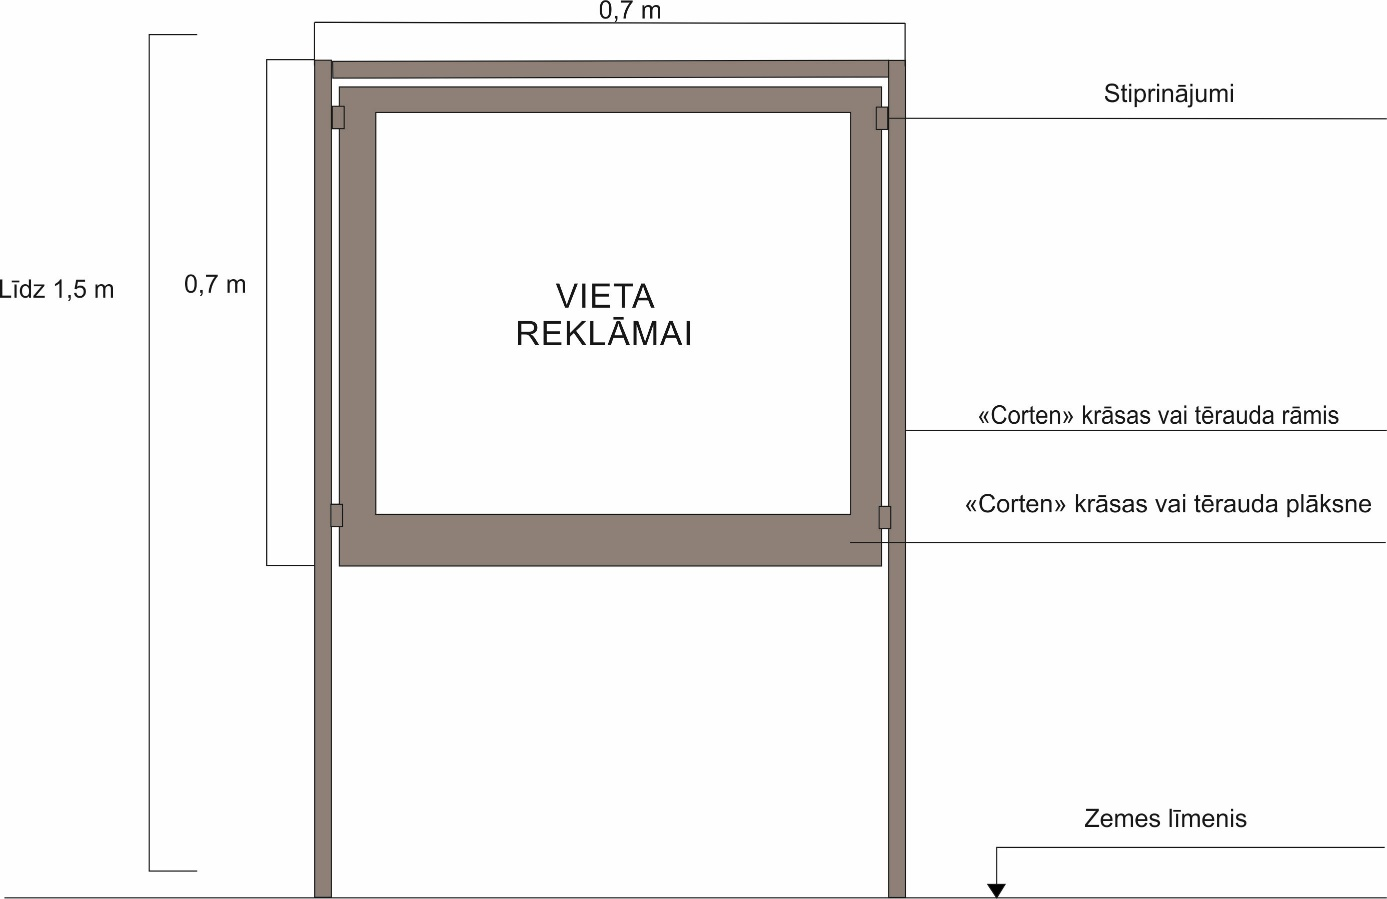 0,7 m
Stiprinājumi
Līdz 1,5 m
0,7 m
VIETA
REKLĀMAI
«Corten» krāsas vai tērauda rāmis
«Corten» krāsas vai tērauda plāksne
Zemes līmenis